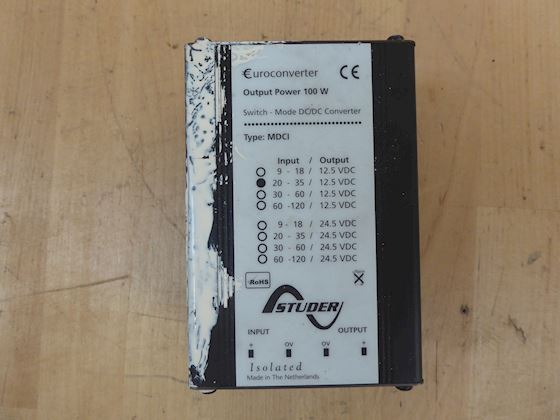 €uroconverter CE
Output Power 100 W
Switch - Mode DC/DC Converter
Type: MDCI
Input / Output
9 - 18 / 12.5 VDC
20 - 35 / 12.5 VDC
30 - 60 / 12.5 VDC
60 -120 / 12.5 VDC
9 - 18 / 24.5 VDC
20 - 35 / 24.5 VDC
30 - 60 / 24.5 VDC
60 -120 / 24.5 VDC
RoHS
STUDER
INPUT OUTPUT
+ 0V 0V +
Isolated
Made in The Netherlands